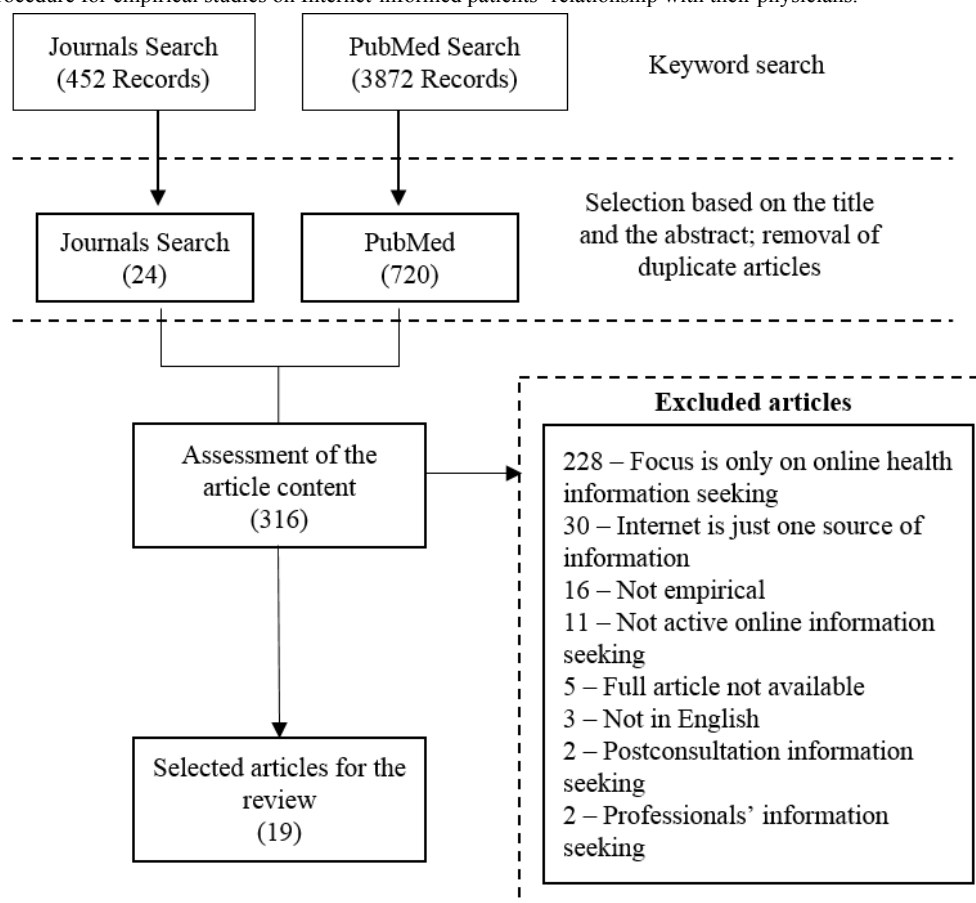 procedure for empirical studies on Internet-informed patients' relationship with their physicians.
Journals Search
(452 Records)
PubMed Search
(3872 Records)
Keyword search
Journals Search
(24)
PubMed
(720)
Selection based on the title
and the abstract; removal of
duplicate articles
Assessment of the
article content
(316)
Excluded articles
228 – Focus is only on online health
information seeking
30 – Internet is just one source of
information
16 – Not empirical
11 – Not active online information
seeking
5 – Full article not available
3 – Not in English
2 – Postconsultation information
seeking
2 – Professionals’ information
seeking
Selected articles for the
review
(19)